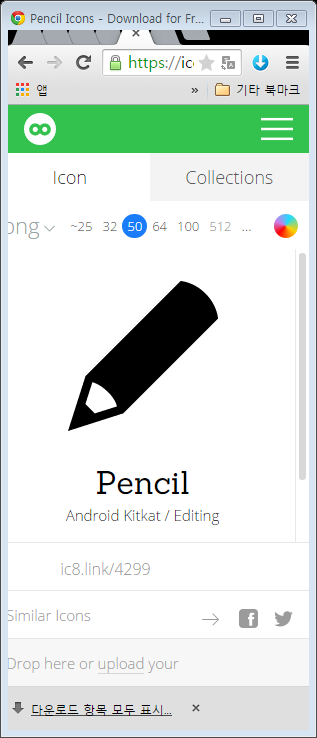 Pencil Icons - Download for Fr...
https://ic
앱 » 기타 북마크
Icon Collections
png ~25 32 50 64 100 512 ...
Pencil
Android Kitkat / Editing
ic8.link/4299
Similar Icons
Drop here or upload your
다운로드 항목 모두 표시...